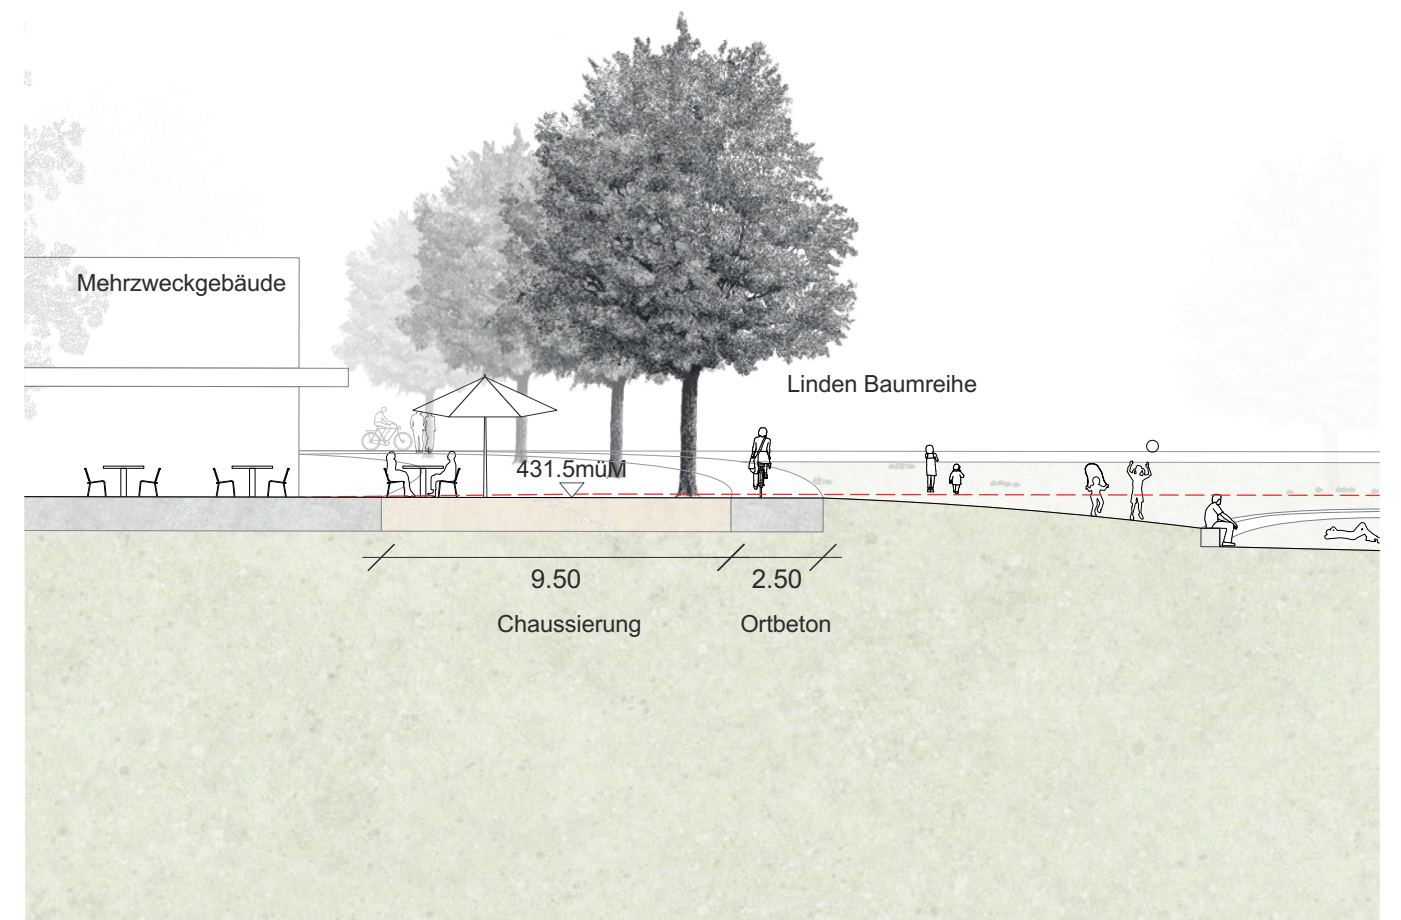 Mehrzweckgebäude
Linden Baumreihe
431.5müM
9.50
2.50
Chaussierung
Ortbeton